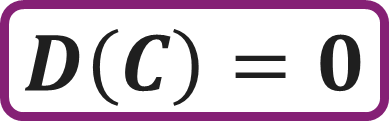 D(C) = 0